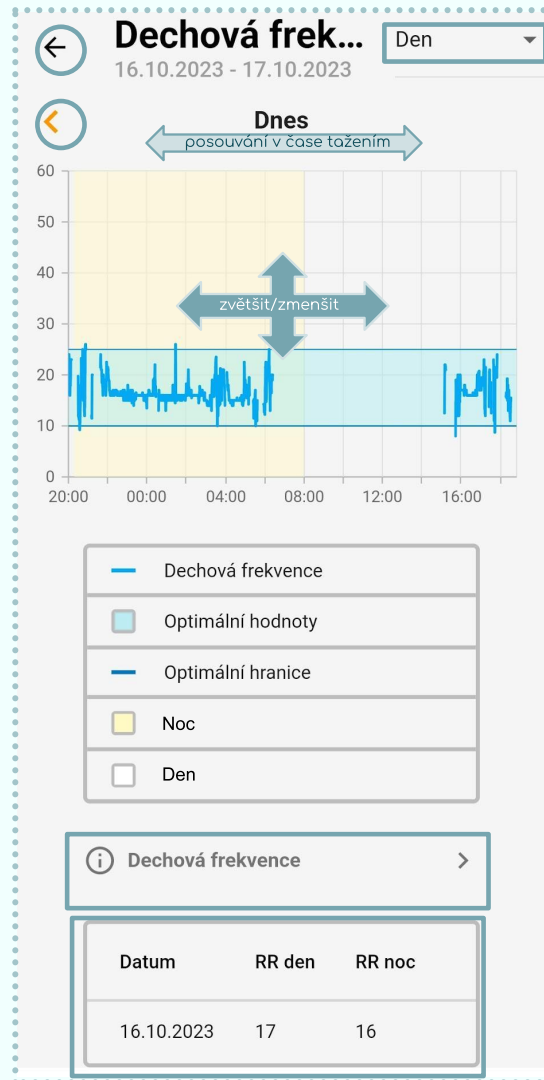 Dechová frek...
Den
16.10.2023 - 17.10.2023
Dnes
posouvání v čase tažením
60
50
40
zvětšit/zmenšit
30
20
10
0
20:00 00:00 04:00 08:00 12:00 16:00
Dechová frekvence
Optimální hodnoty
Optimální hranice
Noc
Den
Dechová frekvence
Datum RR den RR noc
16.10.2023 17 16